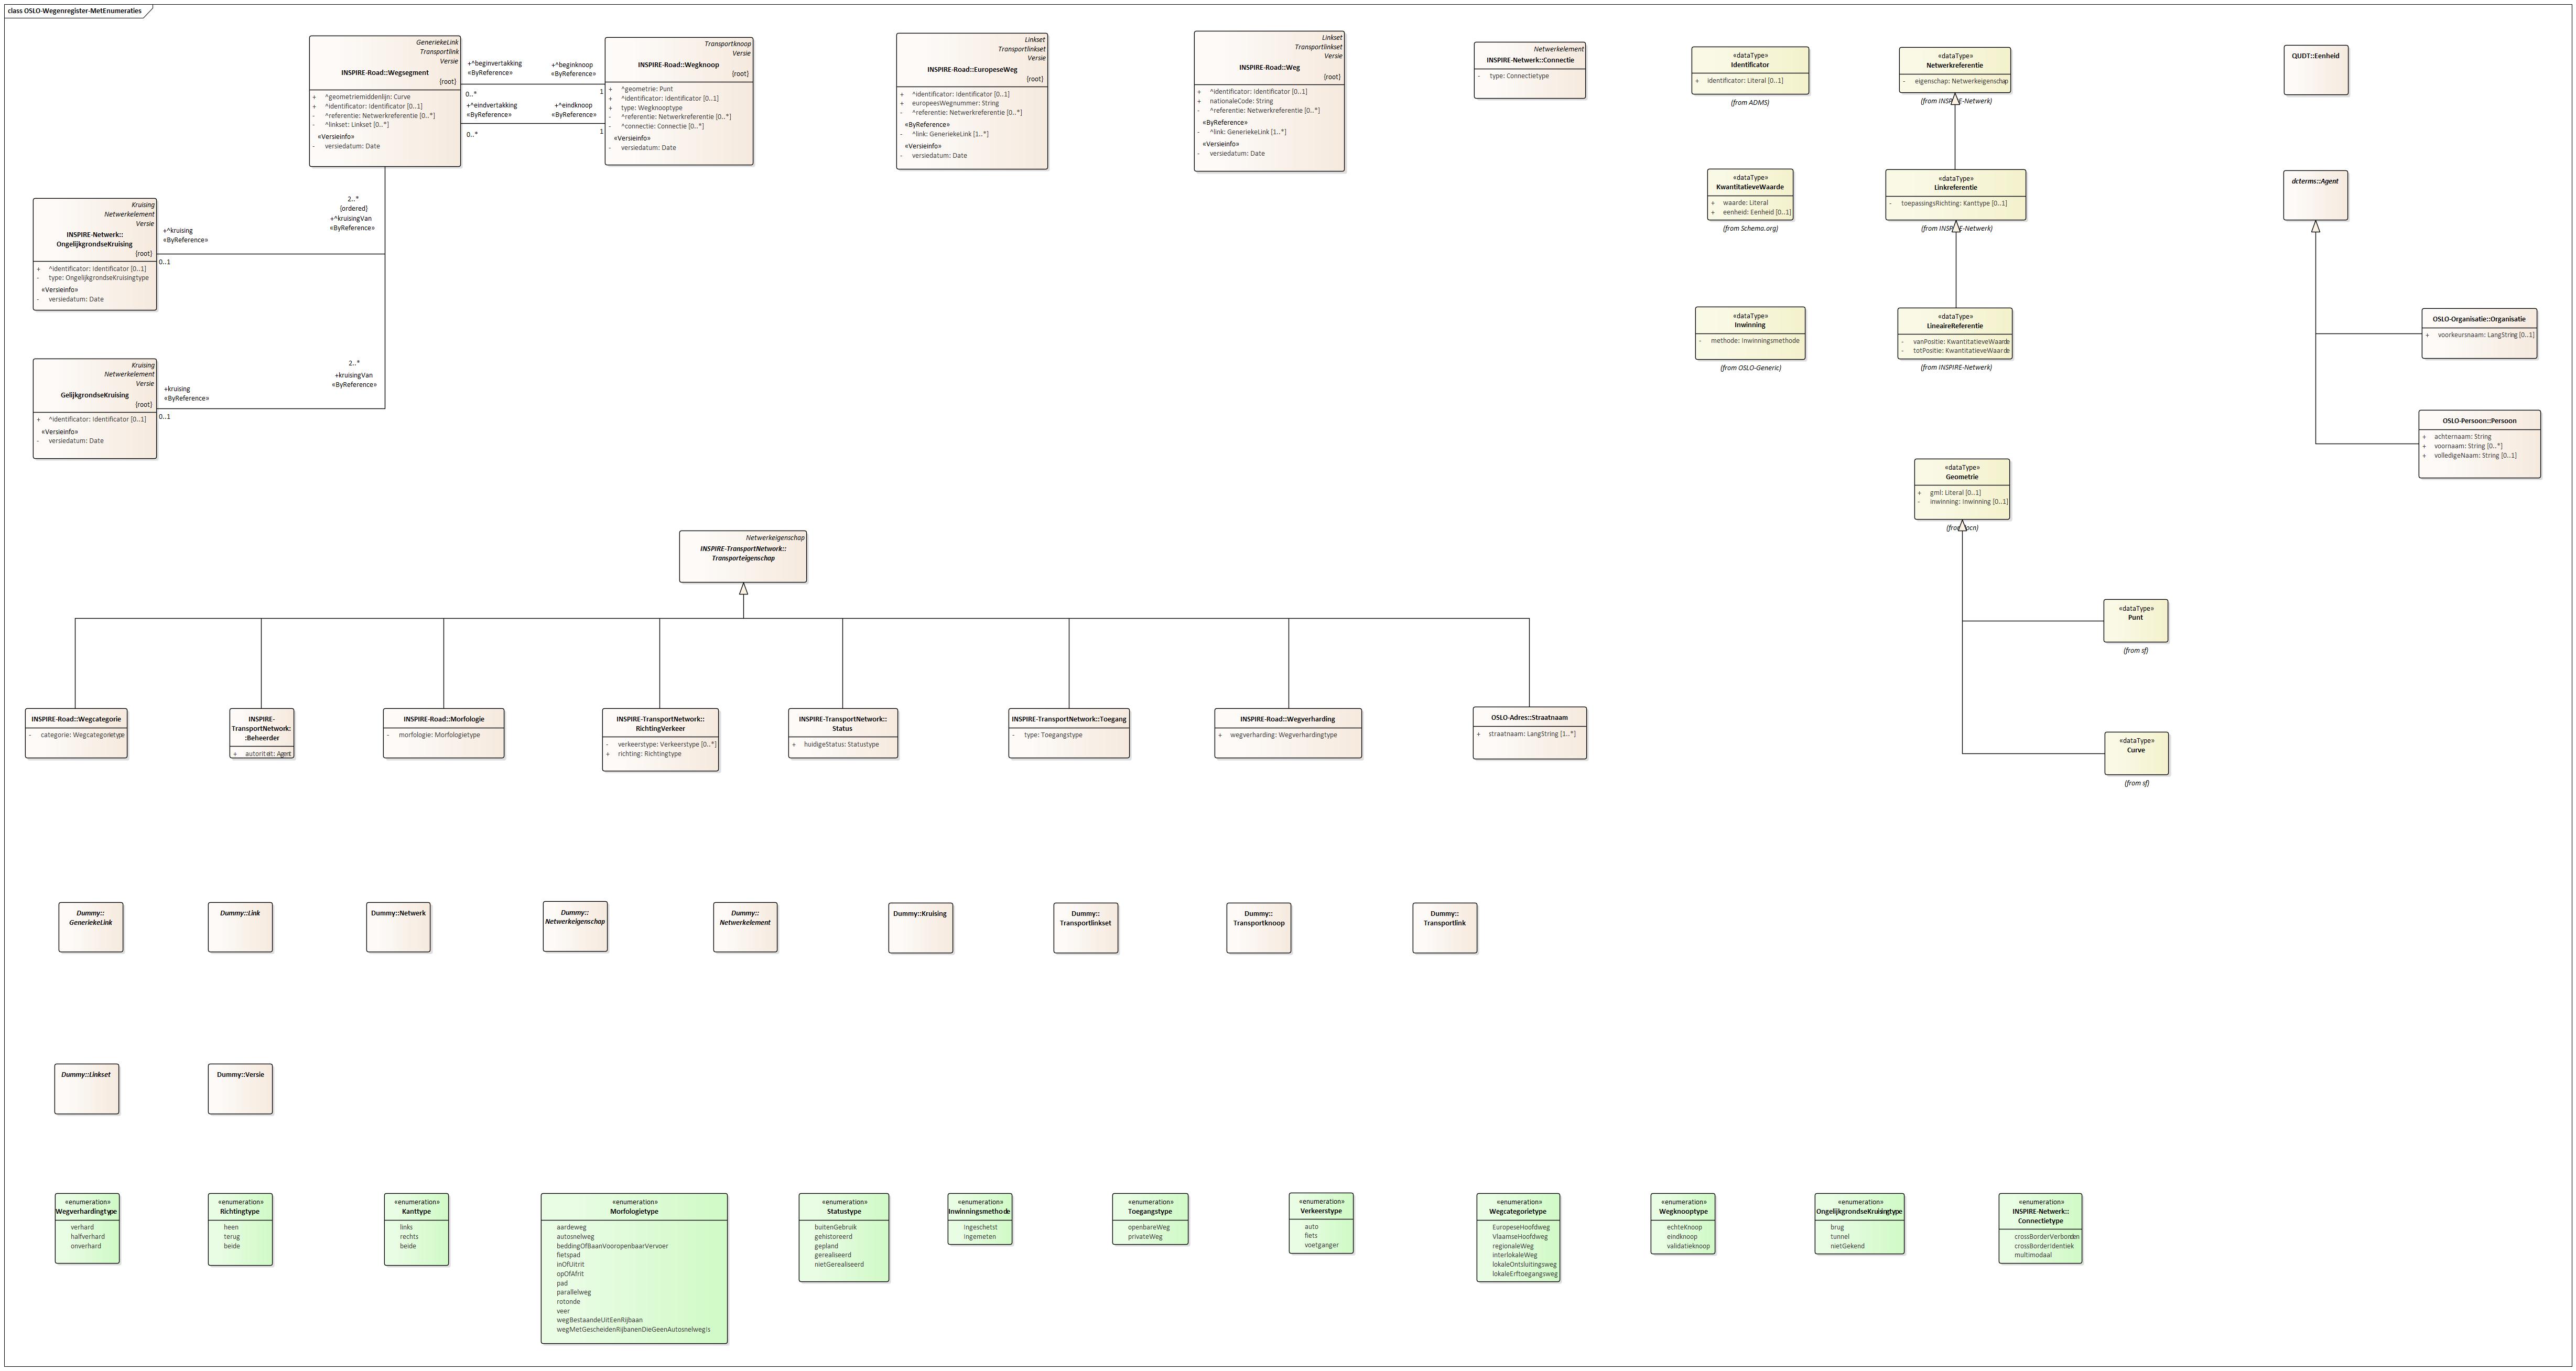 class OSLO-Wegenregister-MetEnumeraties
GeneriekeLink
Transportlink
Versie
INSPIRE-Road::Wegsegment
{root}
+ ^geometriemiddenlijn: Curve
+ ^identificator: Identificator [0..1]
- ^referentie: Netwerkreferentie [0..*]
- ^linkset: Linkset [0..*]
«Versieinfo»
- versiedatum: Date
+^beginvertakking
«ByReference»
0..*
+^beginknoop
«ByReference»
1
+^eindvertakking
«ByReference»
0..*
+^eindknoop
«ByReference»
1
Transportknoop
Versie
INSPIRE-Road::Wegknoop
{root}
+ ^geometrie: Punt
+ ^identificator: Identificator [0..1]
+ type: Wegknooptype
- ^referentie: Netwerkreferentie [0..*]
- ^connectie: Connectie [0..*]
«Versieinfo»
- versiedatum: Date
Linkset
Transportlinkset
Versie
INSPIRE-Road::EuropeseWeg
{root}
+ ^identificator: Identificator [0..1]
+ europeesWegnummer: String
- ^referentie: Netwerkreferentie [0..*]
«ByReference»
- ^link: GeneriekeLink [1..*]
«Versieinfo»
- versiedatum: Date
Linkset
Transportlinkset
Versie
INSPIRE-Road::Weg
{root}
+ ^identificator: Identificator [0..1]
+ nationaleCode: String
- ^referentie: Netwerkreferentie [0..*]
«ByReference»
- ^link: GeneriekeLink [1..*]
«Versieinfo»
- versiedatum: Date
Netwerkelement
INSPIRE-Netwerk::Connectie
- type: Connectietype
«dataType»
Identificator
+ identificator: Literal [0..1]
(from ADMS)
«dataType»
Netwerkreferentie
- eigenschap: Netwerkeigenschap
(from INSPIRE-Netwerk)
QUDT::Eenheid
«dataType»
KwantitatieveWaarde
+ waarde: Literal
+ eenheid: Eenheid [0..1]
(from Schema.org)
«dataType»
Linkreferentie
- toepassingsRichting: Kanttype [0..1]
(from INSPIRE-Netwerk)
dcterms::Agent
Kruising
Netwerkelement
Versie
INSPIRE-Netwerk::
OngelijkgrondseKruising
{root}
+ ^identificator: Identificator [0..1]
- type: OngelijkgrondseKruisingtype
«Versieinfo»
- versiedatum: Date
+^kruising
«ByReference»
0..1
2..*
{ordered}
+^kruisingVan
«ByReference»
«dataType»
Inwinning
- methode: Inwinningsmethode
(from OSLO-Generic)
«dataType»
LineaireReferentie
- vanPositie: KwantitatieveWaarde
- totPositie: KwantitatieveWaarde
(from INSPIRE-Netwerk)
OSLO-Organisatie::Organisatie
+ voorkeursnaam: LangString [0..1]
Kruising
Netwerkelement
Versie
GelijkgrondseKruising
{root}
+ ^identificator: Identificator [0..1]
«Versieinfo»
- versiedatum: Date
+kruising
«ByReference»
0..1
2..*
+kruisingVan
«ByReference»
OSLO-Persoon::Persoon
+ achternaam: String
+ voornaam: String [0..*]
+ volledigeNaam: String [0..1]
«dataType»
Geometrie
+ gml: Literal [0..1]
- inwinning: Inwinning [0..1]
Netwerkeigenschap
INSPIRE-TransportNetwork::
Transporteigenschap
«dataType»
Punt
(from sf)
INSPIRE-Road::Wegcategorie
- categorie: Wegcategorietype
INSPIRE-
TransportNetwork:
:Beheerder
+ autoriteit: Agent
INSPIRE-Road::Morfologie
- morfologie: Morfologietype
INSPIRE-TransportNetwork::
RichtingVerkeer
- verkeerstype: Verkeerstype [0..*]
+ richting: Richtingtype
INSPIRE-TransportNetwork::
Status
+ huidigeStatus: Statustype
INSPIRE-TransportNetwork::Toegang
- type: Toegangstype
INSPIRE-Road::Wegverharding
+ wegverharding: Wegverhardingtype
OSLO-Adres::Straatnaam
+ straatnaam: LangString [1..*]
«dataType»
Curve
(from sf)
Dummy::
GeneriekeLink
Dummy::Link
Dummy::Netwerk
Dummy::
Netwerkeigenschap
Dummy::
Netwerkelement
Dummy::Kruising
Dummy::
Transportlinkset
Dummy::
Transportknoop
Dummy::
Transportlink
Dummy::Linkset
Dummy::Versie
«enumeration»
Wegverhardingtype
verhard
halfverhard
onverhard
«enumeration»
Richtingtype
heen
terug
beide
«enumeration»
Kanttype
links
rechts
beide
«enumeration»
Morfologietype
aardeweg
autosnelweg
beddingOfBaanVooropenbaarVervoer
fietspad
inOfUitrit
opOfAfrit
pad
parallelweg
rotonde
veer
wegBestaandeUitEenRijbaan
wegMetGescheidenRijbanenDieGeenAutosnelwegIs
«enumeration»
Statustype
buitenGebruik
gehistoreerd
gepland
gerealiseerd
nietGerealiseerd
«enumeration»
Inwinningsmethode
Ingeschetst
Ingemeten
«enumeration»
Toegangstype
openbareWeg
privateWeg
«enumeration»
Verkeerstype
auto
fiets
voetganger
«enumeration»
Wegcategorietype
EuropeseHoofdweg
VlaamseHoofdweg
regionaleWeg
interlokaleWeg
lokaleOntsluitingsweg
lokaleErftoegangsweg
«enumeration»
Wegknooptype
echteKnoop
eindknoop
validatieknoop
«enumeration»
OngelijkgrondseKruisingtype
brug
tunnel
nietGekend
«enumeration»
INSPIRE-Netwerk::
Connectietype
crossBorderVerbonden
crossBorderIdentiek
multimodaal